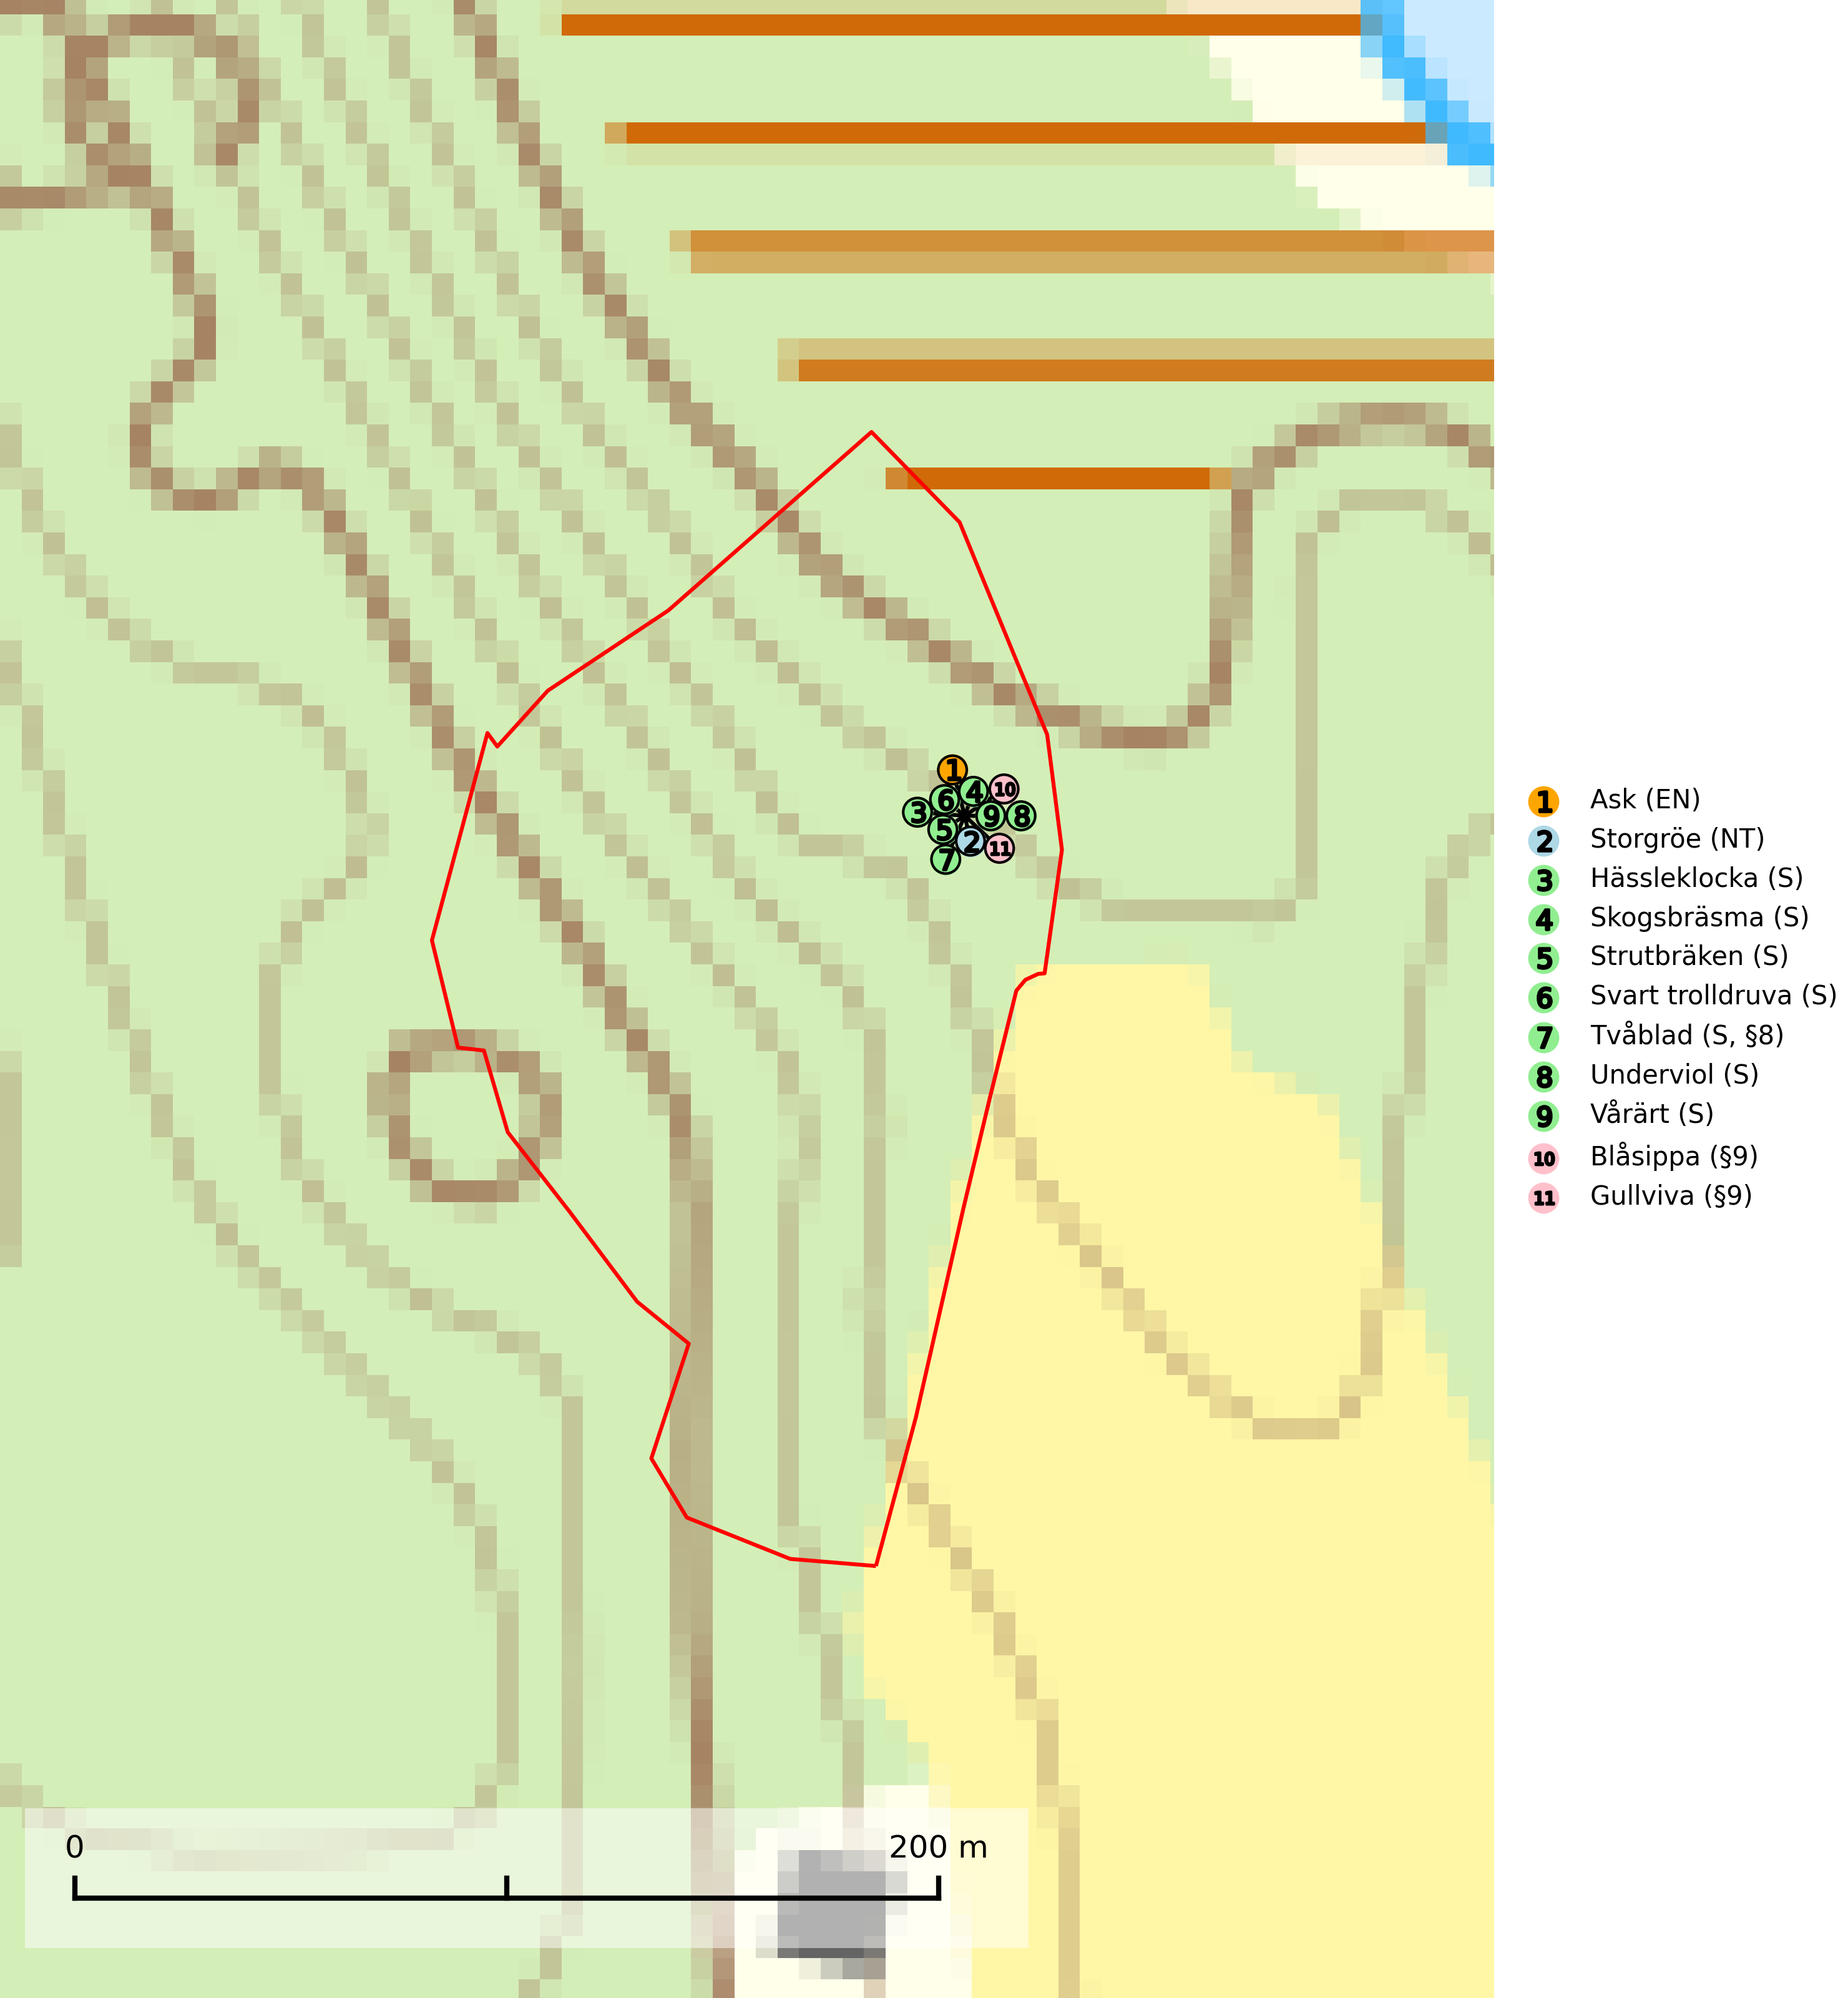 1
4
10
6
3
9
8
5
2
11
7
1 Ask (EN)
2 Storgröe (NT)
3 Hässleklocka (S)
4 Skogsbräsma (S)
5 Strutbräken (S)
6 Svart trolldruva (S)
7 Tvåblad (S, §8)
8 Underviol (S)
9 Vårärt (S)
10 Blåsippa (§9)
11 Gullviva (§9)
0 200 m